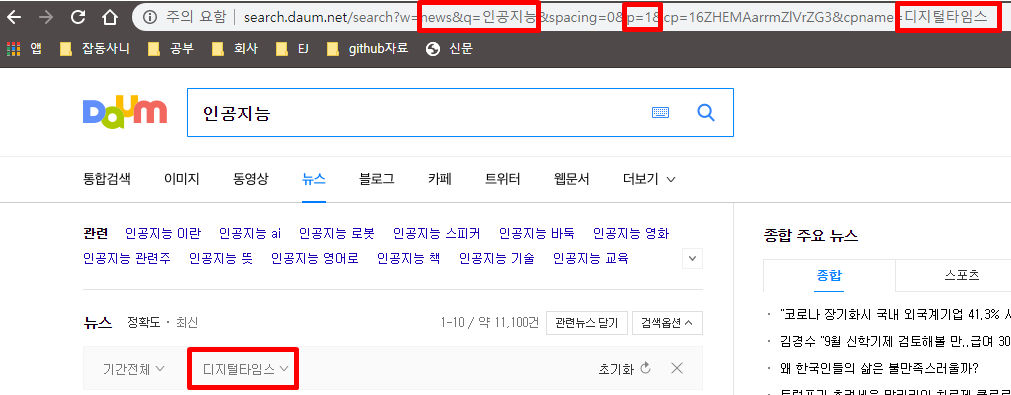 주의 요함 | search.daum.net/search?w=news&q=인공지능&spacing=0&p=1&cp=16ZHEMAarrmZlVrZG3&cpname=디지털타임스
앱 잡동사니 공부 회사 EJ github자료 신문
Daum 인공지능
통합검색 이미지 동영상 뉴스 블로그 카페 트위터 웹문서 더보기
관련 인공지능 이란 인공지능 ai 인공지능 로봇 인공지능 스피커 인공지능 바둑 인공지능 영화
인공지능 관련주 인공지능 뜻 인공지능 영어로 인공지능 책 인공지능 기술 인공지능 교육
종합 주요 뉴스
종합 스포츠
뉴스 정확도 · 최신 1-10 / 약 11,100건 관련뉴스 닫기 검색옵션
기간전체 디지털타임스 초기화
· "코로나 장기화시 국내 외국계기업 41.3%
· 김경수 "9월 신학기제 검토해볼 만..급여 30
· 왜 한국인들의 삶은 불만족스러울까?